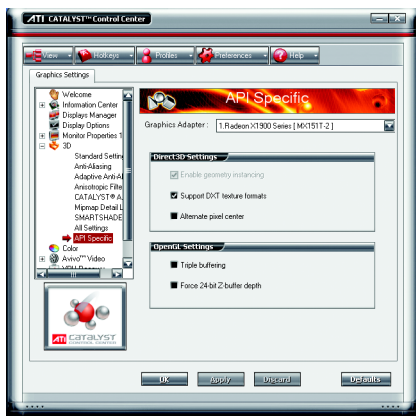 ATI CATALYST™ Control Center
View
Hotkeys
Profiles
Preferences
Help
Graphics Settings
Welcome
Information Center
Displays Manager
Display Options
Monitor Properties 1
3D
Standard Setting
Anti-Aliasing
Adaptive Anti-Al
Anisotropic Filte
CATALYST® A.
Mipmap Detail L
SMARTSHADE
All Settings
API Specific
Color
Avivo™ Video
API Specific
Graphics Adapter :
1.Radeon X1900 Series [ MX151T-2 ]
Direct3D Settings
Enable geometry instancing
Support DXT texture formats
Alternate pixel center
OpenGL Settings
Triple buffering
Force 24-bit Z-buffer depth
ATI CATALYST
CONTROL CENTER
OK
Apply
Discard
Defaults